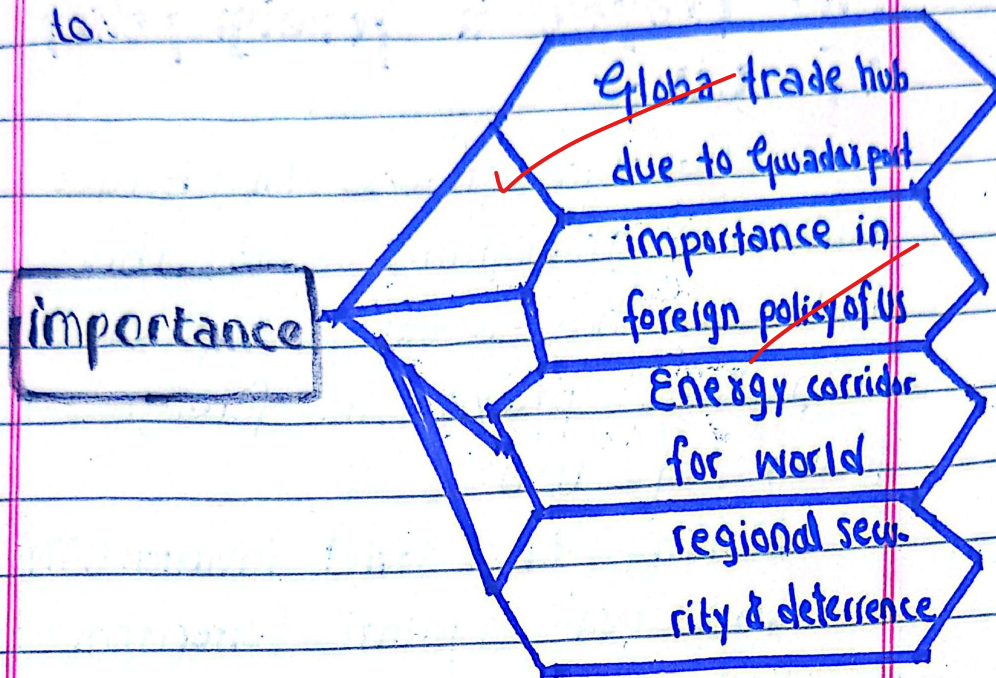 to:
Globa trade hub
due to Gwadar port
importance in
foreign policy of US
importance
Energy corridor
for world
regional secu-
rity & deterrence